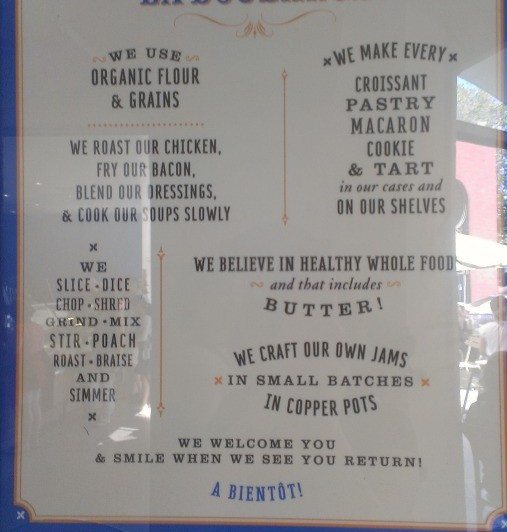 WE USE
ORGANIC FLOUR
& GRAINS
WE ROAST OUR CHICKEN,
FRY OUR BACON,
BLEND OUR DRESSINGS,
& COOK OUR SOUPS SLOWLY
WE MAKE EVERY
CROISSANT
PASTRY
MACARON
COOKIE
& TART
in our cases and
ON OUR SHELVES
WE
SLICE • DICE
CHOP • SHRED
GRIND • MIX
STIR • POACH
ROAST • BRAISE
AND
SIMMER
WE BELIEVE IN HEALTHY WHOLE FOOD
and that includes
BUTTER!
WE CRAFT OUR OWN JAMS
IN SMALL BATCHES
IN COPPER POTS
WE WELCOME YOU
& SMILE WHEN WE SEE YOU RETURN!
A BIENTÔT!